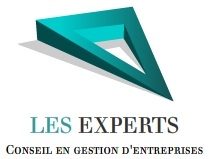 LES EXPERTS
CONSEIL EN GESTION D'ENTREPRISES